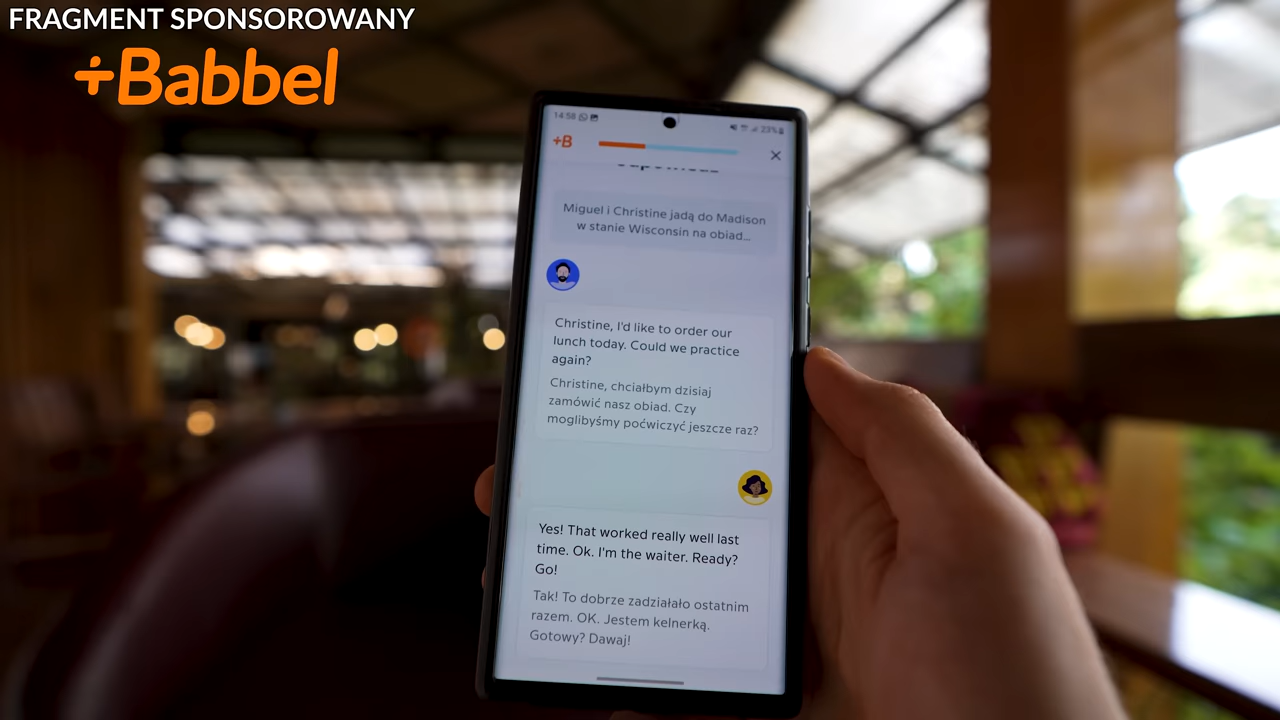 FRAGMENT SPONSOROWANY
+Babbel
14:58
23%
+B
Miguel i Christine jadą do Madison
w stanie Wisconsin na obiad...
Christine, I'd like to order our
lunch today. Could we practice
again?
Christine, chciałbym dzisiaj
zamówić nasz obiad. Czy
moglibyśmy poćwiczyć jeszcze raz?
Yes! That worked really well last
time. Ok. I'm the waiter. Ready?
Go!
Tak! To dobrze zadziałało ostatnim
razem. OK. Jestem kelnerką.
Gotowy? Dawaj!